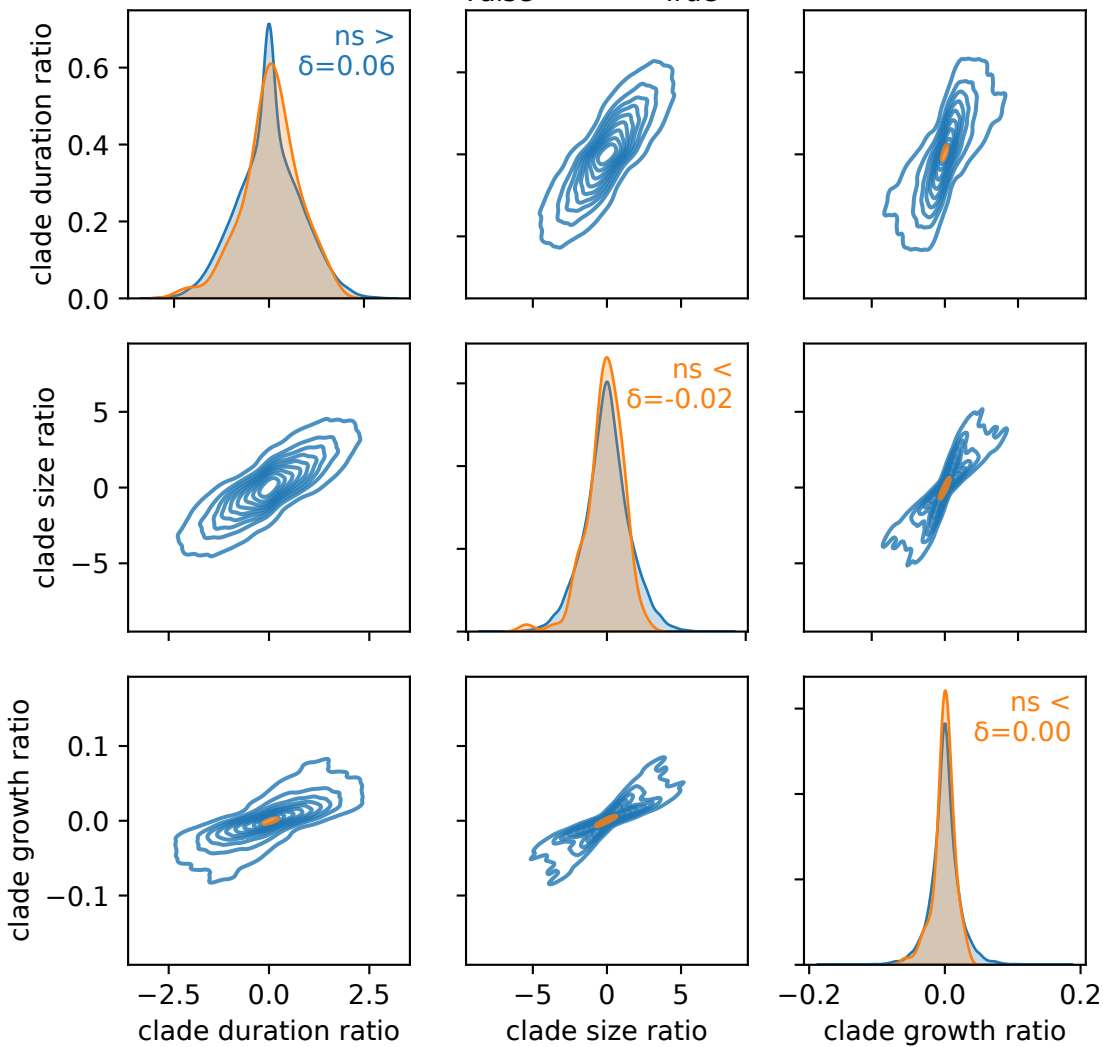 clade duration ratio
0.6
0.4
0.2
0.0
ns >
δ=0.06
clade size ratio
5
0
−5
ns <
δ=-0.02
clade growth ratio
0.1
0.0
−0.1
ns <
δ=0.00
−2.5 0.0 2.5
−5 0 5
−0.2 0.0 0.2
clade duration ratio
clade size ratio
clade growth ratio